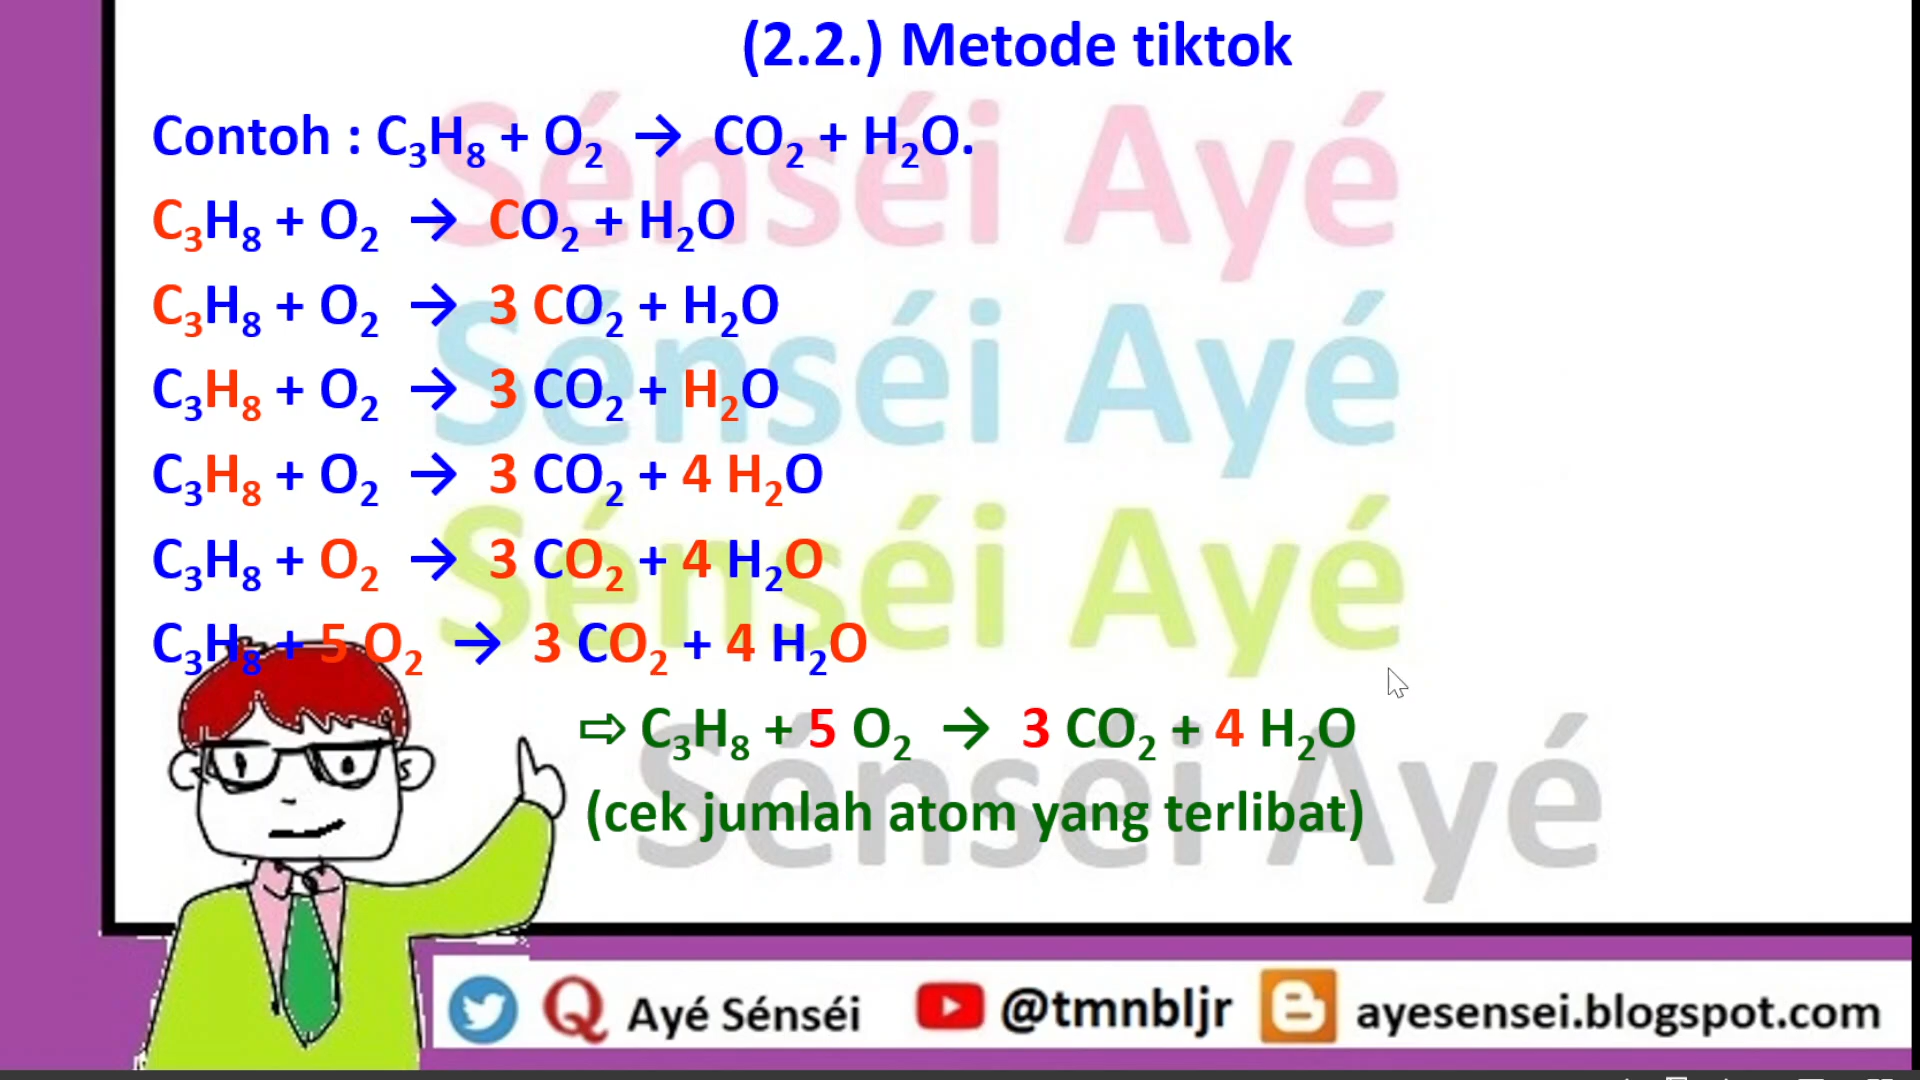 (2.2.) Metode tiktok
Contoh : C₃H₈ + O₂ → CO₂ + H₂O.
C₃H₈ + O₂ → CO₂ + H₂O
C₃H₈ + O₂ → 3 CO₂ + H₂O
C₃H₈ + O₂ → 3 CO₂ + H₂O
C₃H₈ + O₂ → 3 CO₂ + 4 H₂O
C₃H₈ + O₂ → 3 CO₂ + 4 H₂O
C₃H₈ + 5 O₂ → 3 CO₂ + 4 H₂O
⇨ C₃H₈ + 5 O₂ → 3 CO₂ + 4 H₂O
(cek jumlah atom yang terlibat)
Sénséi Ayé
Sénséi Ayé
Sénséi Ayé
Sénséi Ayé
Ayé Sénséi @tmnbljr ayesensei.blogspot.com